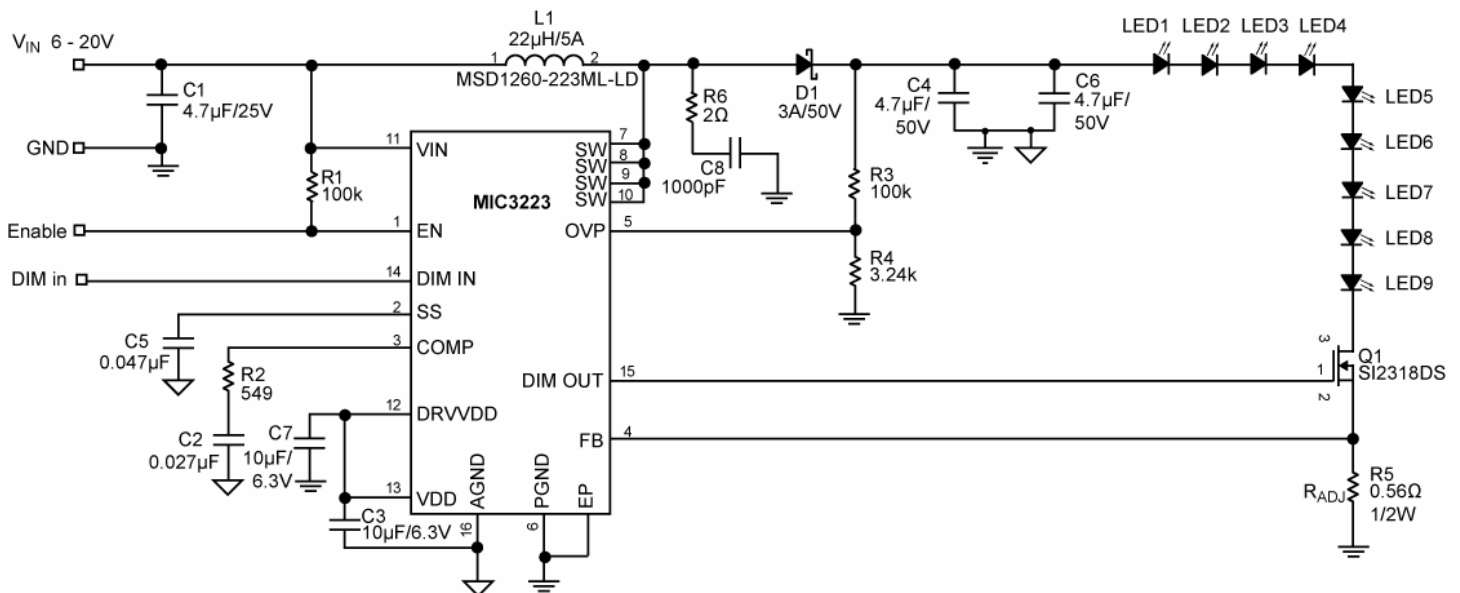 V_IN 6 - 20V
GND
Enable
DIM in
C1
4.7µF/25V
R1
100k
L1
22µH/5A
1 2
MSD1260-223ML-LD
R6
2Ω
C8
1000pF
D1
3A/50V
C4
4.7µF/
50V
C6
4.7µF/
50V
R3
100k
R4
3.24k
LED1
LED2
LED3
LED4
LED5
LED6
LED7
LED8
LED9
MIC3223
11 VIN
1 EN
14 DIM IN
2 SS
3 COMP
12 DRVVDD
13 VDD
16 AGND
6 PGND
EP
SW 7
SW 8
SW 9
SW 10
OVP 5
DIM OUT 15
FB 4
C5
0.047µF
R2
549
C2
0.027µF
C7
10µF/
6.3V
C3
10µF/6.3V
3
1
2
Q1
SI2318DS
R_ADJ
R5
0.56Ω
1/2W